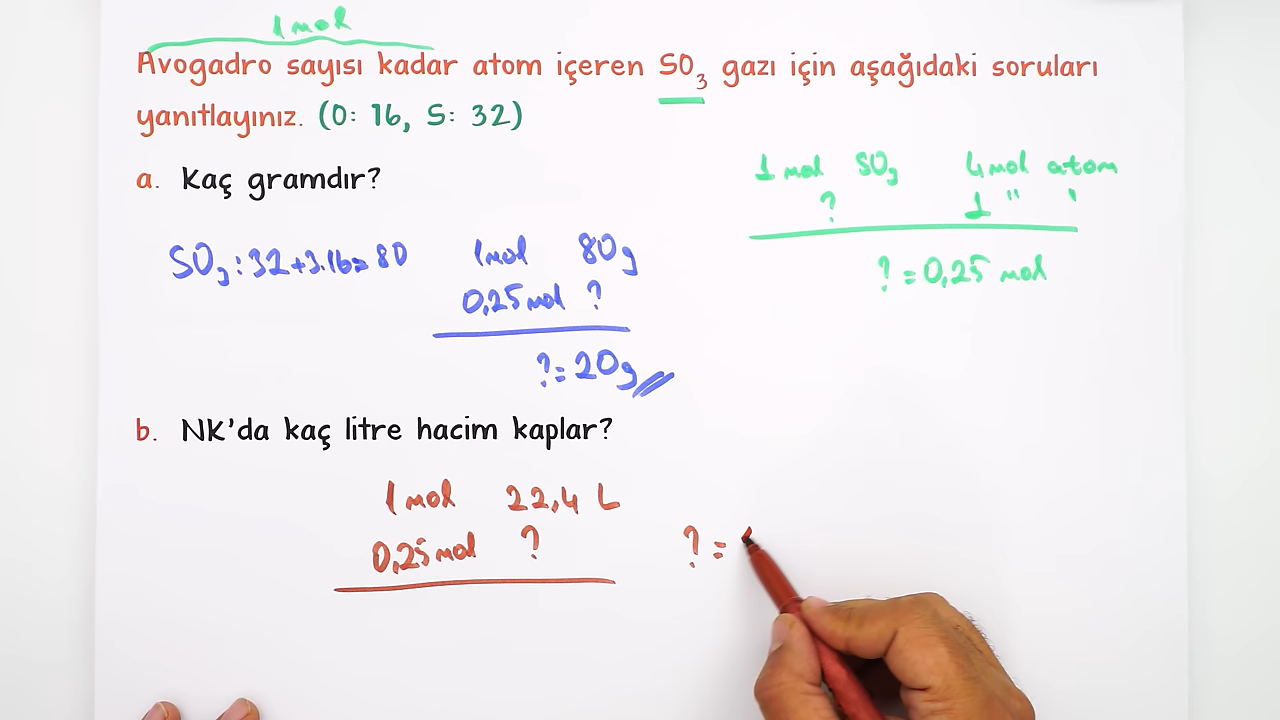 1 mol
Avogadro sayısı kadar atom içeren SO₃ gazı için aşağıdaki soruları
yanıtlayınız. (O: 16, S: 32)
a. Kaç gramdır?
1 mol SO₃ 4 mol atom
? 1 " "
? = 0,25 mol
SO₃: 32+3.16=80
1mol 80g
0,25mol ?
?=20g
b. NK'da kaç litre hacim kaplar?
1 mol 22,4 L
0,25 mol ?
? =